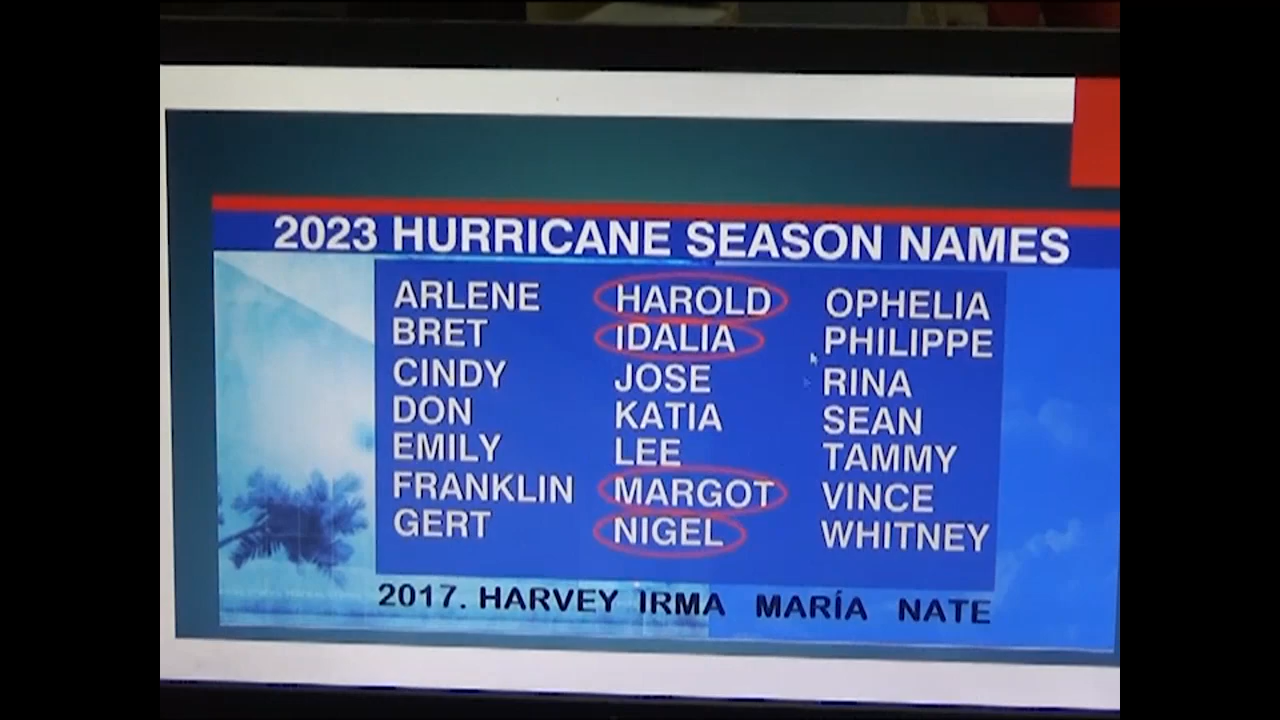 2023 HURRICANE SEASON NAMES
ARLENE
BRET
CINDY
DON
EMILY
FRANKLIN
GERT
HAROLD
IDALIA
JOSE
KATIA
LEE
MARGOT
NIGEL
OPHELIA
PHILIPPE
RINA
SEAN
TAMMY
VINCE
WHITNEY
2017. HARVEY IRMA MARÍA NATE